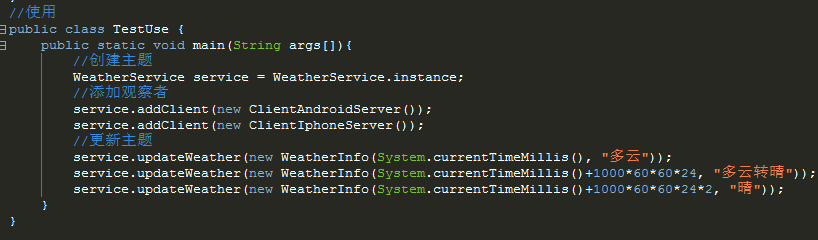 //使用
public class TestUse {
    public static void main(String args[]){
        //创建主题
        WeatherService service = WeatherService.instance;
        //添加观察者
        service.addClient(new ClientAndroidServer());
        service.addClient(new ClientIphoneServer());
        //更新主题
        service.updateWeather(new WeatherInfo(System.currentTimeMillis(), "多云"));
        service.updateWeather(new WeatherInfo(System.currentTimeMillis()+1000*60*60*24, "多云转晴"));
        service.updateWeather(new WeatherInfo(System.currentTimeMillis()+1000*60*60*24*2, "晴"));
    }
}